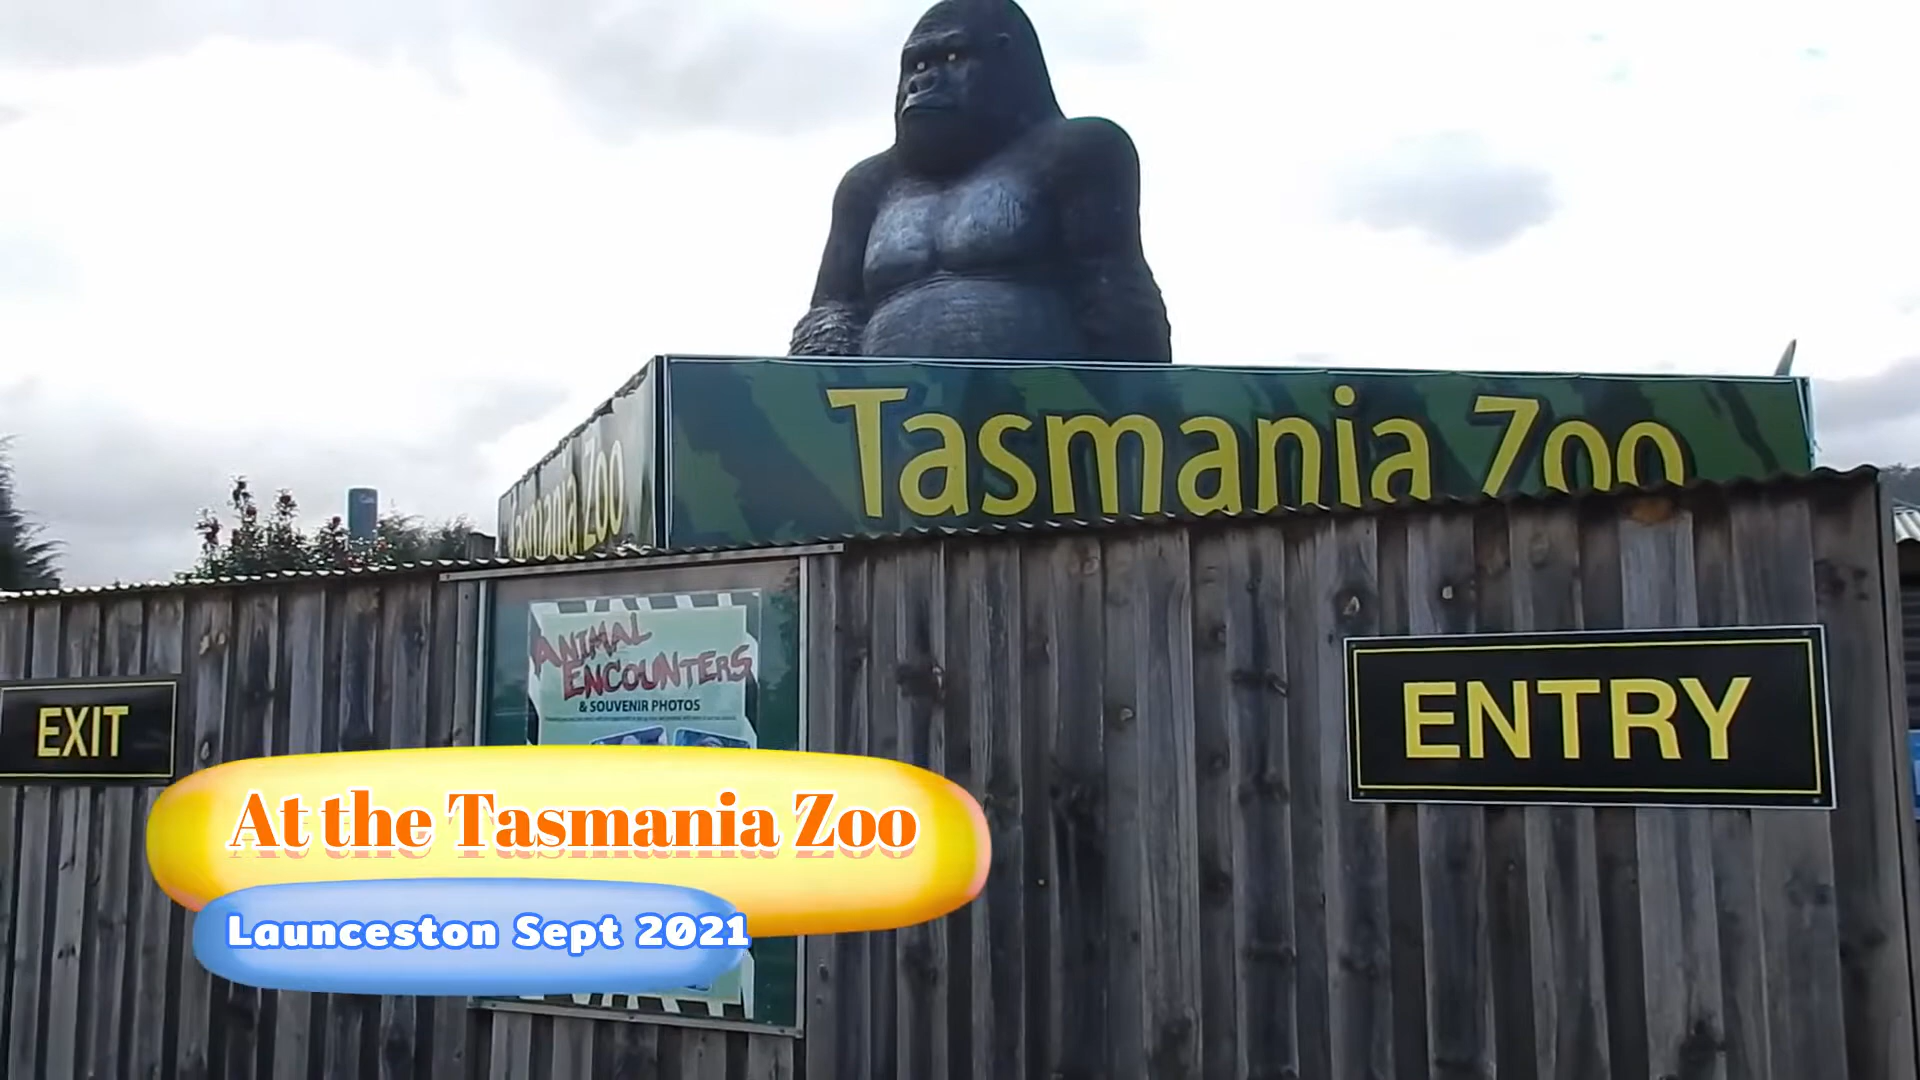 Tasmania Zoo
Tasmania Zoo
ANIMAL
ENCOUNTERS
& SOUVENIR PHOTOS
EXIT
ENTRY
At the Tasmania Zoo
Launceston Sept 2021